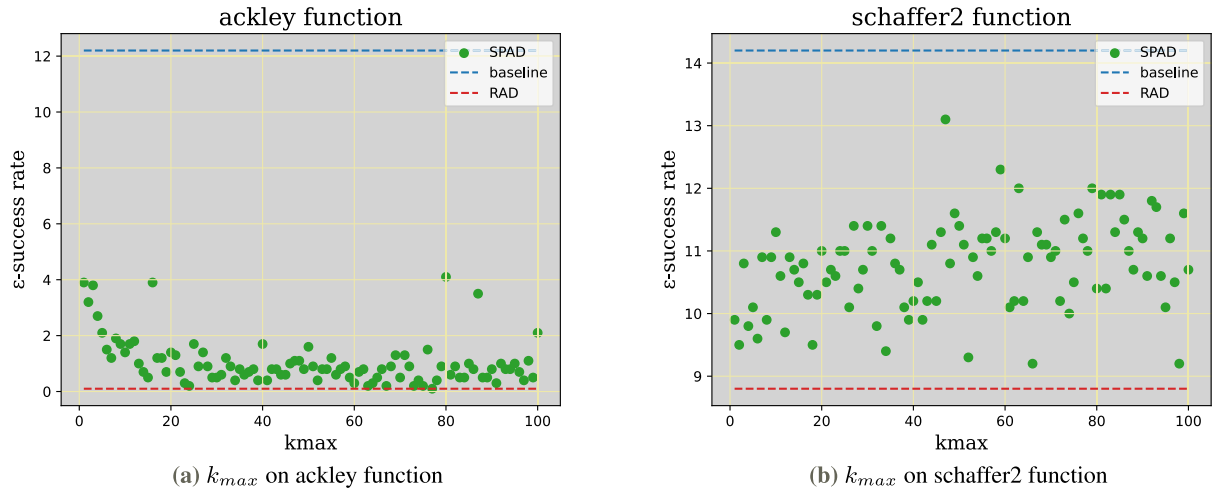 ackley function
12
10
8
6
4
2
0
ε-success rate
SPAD
baseline
RAD
0 20 40 60 80 100
kmax
(a) kmax on ackley function
schaffer2 function
14
13
12
11
10
9
ε-success rate
SPAD
baseline
RAD
0 20 40 60 80 100
kmax
(b) kmax on schaffer2 function